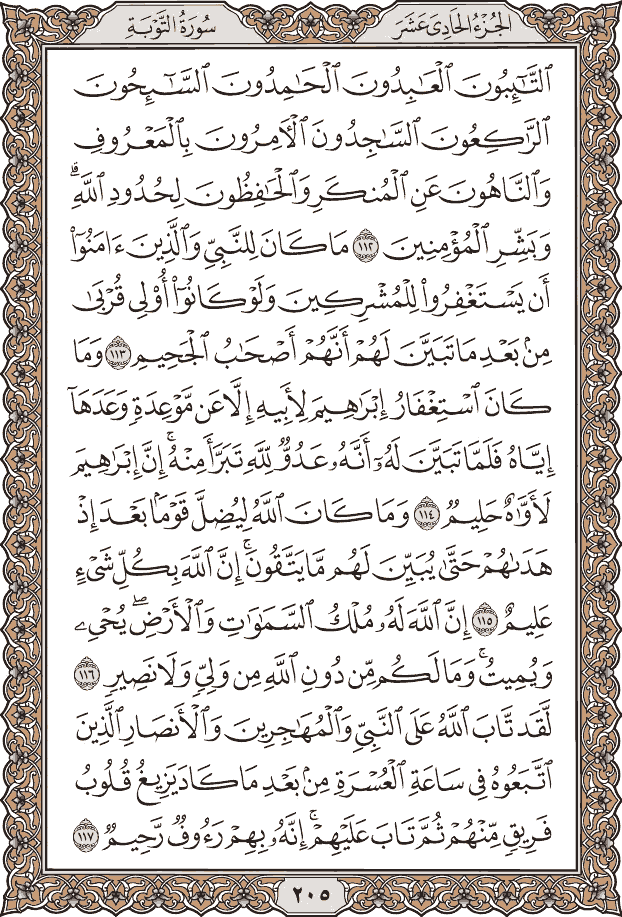 الجُزْءُ الحَادِى عَشَرَ
سُورَةُ التَّوْبَةِ
ٱلتَّـٰٓئِبُونَ ٱلْعَـٰبِدُونَ ٱلْحَـٰمِدُونَ ٱلسَّـٰٓئِحُونَ
ٱلرَّٰكِعُونَ ٱلسَّـٰجِدُونَ ٱلْـَٔامِرُونَ بِٱلْمَعْرُوفِ
وَٱلنَّاهُونَ عَنِ ٱلْمُنكَرِ وَٱلْحَـٰفِظُونَ لِحُدُودِ ٱللَّهِۗ
وَبَشِّرِ ٱلْمُؤْمِنِينَ ١١٢ مَا كَانَ لِلنَّبِىِّ وَٱلَّذِينَ ءَامَنُوٓا۟
أَن يَسْتَغْفِرُوا۟ لِلْمُشْرِكِينَ وَلَوْ كَانُوٓا۟ أُو۟لِى قُرْبَىٰ
مِنۢ بَعْدِ مَا تَبَيَّنَ لَهُمْ أَنَّهُمْ أَصْحَـٰبُ ٱلْجَحِيمِ ١١٣ وَمَا
كَانَ ٱسْتِغْفَارُ إِبْرَٰهِيمَ لِأَبِيهِ إِلَّا عَن مَّوْعِدَةٍ وَعَدَهَآ
إِيَّاهُ فَلَمَّا تَبَيَّنَ لَهُۥٓ أَنَّهُۥ عَدُوٌّ لِّلَّهِ تَبَرَّأَ مِنْهُۚ إِنَّ إِبْرَٰهِيمَ
لَأَوَّٰهٌ حَلِيمٌ ١١٤ وَمَا كَانَ ٱللَّهُ لِيُضِلَّ قَوْمًۢا بَعْدَ إِذْ
هَدَىٰهُمْ حَتَّىٰ يُبَيِّنَ لَهُم مَّا يَتَّقُونَۚ إِنَّ ٱللَّهَ بِكُلِّ شَىْءٍ
عَلِيمٌ ١١٥ إِنَّ ٱللَّهَ لَهُۥ مُلْكُ ٱلسَّمَـٰوَٰتِ وَٱلْأَرْضِۖ يُحْىِۦ
وَيُمِيتُۚ وَمَا لَكُم مِّن دُونِ ٱللَّهِ مِن وَلِىٍّ وَلَا نَصِيرٍ ١١٦
لَّقَد تَّابَ ٱللَّهُ عَلَى ٱلنَّبِىِّ وَٱلْمُهَـٰجِرِينَ وَٱلْأَنصَارِ ٱلَّذِينَ
ٱتَّبَعُوهُ فِى سَاعَةِ ٱلْعُسْرَةِ مِنۢ بَعْدِ مَا كَادَ يَزِيغُ قُلُوبُ
فَرِيقٍ مِّنْهُمْ ثُمَّ تَابَ عَلَيْهِمْۚ إِنَّهُۥ بِهِمْ رَءُوفٌ رَّحِيمٌ ١١٧
٢٠٥